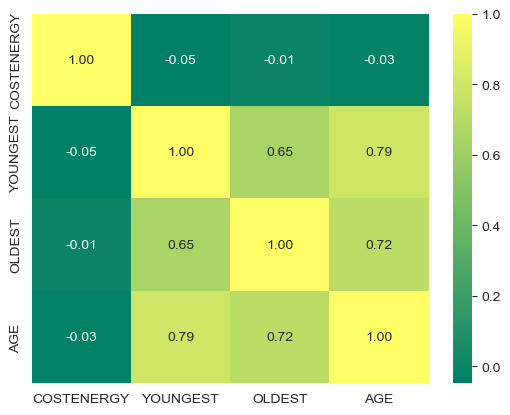 COSTENERGY 1.00 -0.05 -0.01 -0.03
YOUNGEST -0.05 1.00 0.65 0.79
OLDEST -0.01 0.65 1.00 0.72
AGE -0.03 0.79 0.72 1.00
COSTENERGY YOUNGEST OLDEST AGE
1.0
0.8
0.6
0.4
0.2
0.0